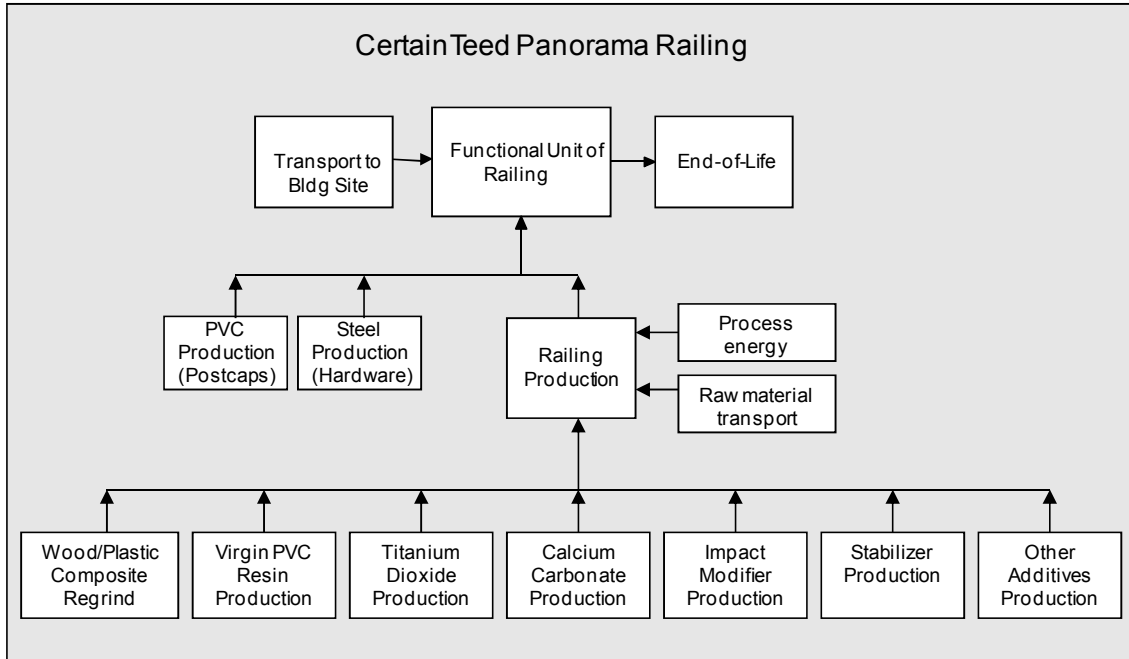 CertainTeed Panorama Railing
Transport to
Bldg Site
Functional Unit of
Railing
End-of-Life
PVC
Production
(Postcaps)
Steel
Production
(Hardware)
Railing
Production
Process
energy
Raw material
transport
Wood/Plastic
Composite
Regrind
Virgin PVC
Resin
Production
Titanium
Dioxide
Production
Calcium
Carbonate
Production
Impact
Modifier
Production
Stabilizer
Production
Other
Additives
Production